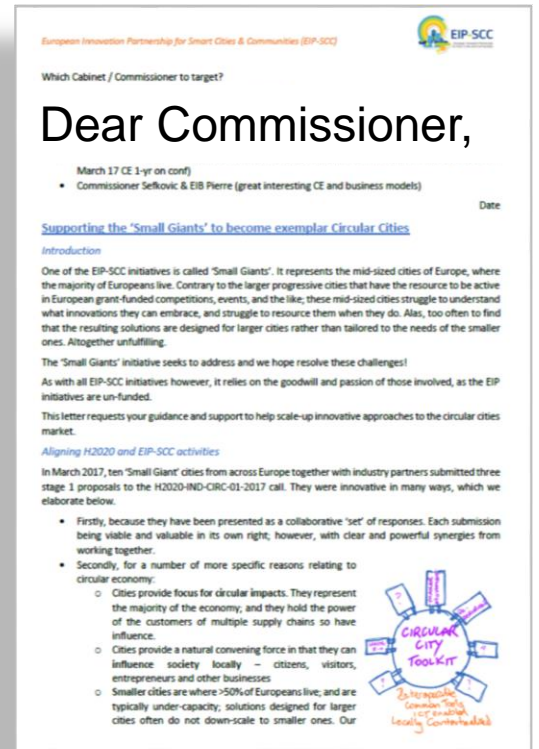 European Innovation Partnership for Smart Cities & Communities (EIP-SCC)
EIP-SCC
Which Cabinet / Commissioner to target?
Dear Commissioner,
March 17 CE 1-yr on conf)
• Commissioner Sefkovic & EIB Pierre (great interesting CE and business models)
Date
Supporting the 'Small Giants' to become exemplar Circular Cities
Introduction
One of the EIP-SCC initiatives is called 'Small Giants'. It represents the mid-sized cities of Europe, where
the majority of Europeans live. Contrary to the larger progressive cities that have the resource to be active
in European grant-funded competitions, events, and the like; these mid-sized cities struggle to understand
what innovations they can embrace, and struggle to resource them when they do. Alas, too often to find
that the resulting solutions are designed for larger cities rather than tailored to the needs of the smaller
ones. Altogether unfulfilling.
The 'Small Giants' initiative seeks to address and we hope resolve these challenges!
As with all EIP-SCC initiatives however, it relies on the goodwill and passion of those involved, as the EIP
initiatives are un-funded.
This letter requests your guidance and support to help scale-up innovative approaches to the circular cities
market.
Aligning H2020 and EIP-SCC activities
In March 2017, ten 'Small Giant' cities from across Europe together with industry partners submitted three
stage 1 proposals to the H2020-IND-CIRC-01-2017 call. They were innovative in many ways, which we
elaborate below.
• Firstly, because they have been presented as a collaborative 'set' of responses. Each submission
being viable and valuable in its own right; however, with clear and powerful synergies from
working together.
• Secondly, for a number of more specific reasons relating to
circular economy:
o Cities provide focus for circular impacts. They represent
the majority of the economy; and they hold the power
of the customers of multiple supply chains so have
influence.
o Cities provide a natural convening force in that they can
influence society locally – citizens, visitors,
entrepreneurs and other businesses
o Smaller cities are where >50% of Europeans live; and are
typically under-capacity; solutions designed for larger
cities often do not down-scale to smaller ones. Our
CIRCULAR
CITY
TOOLKIT
Interoperable
Common Tools
ICT enabled
Locally Contextualised